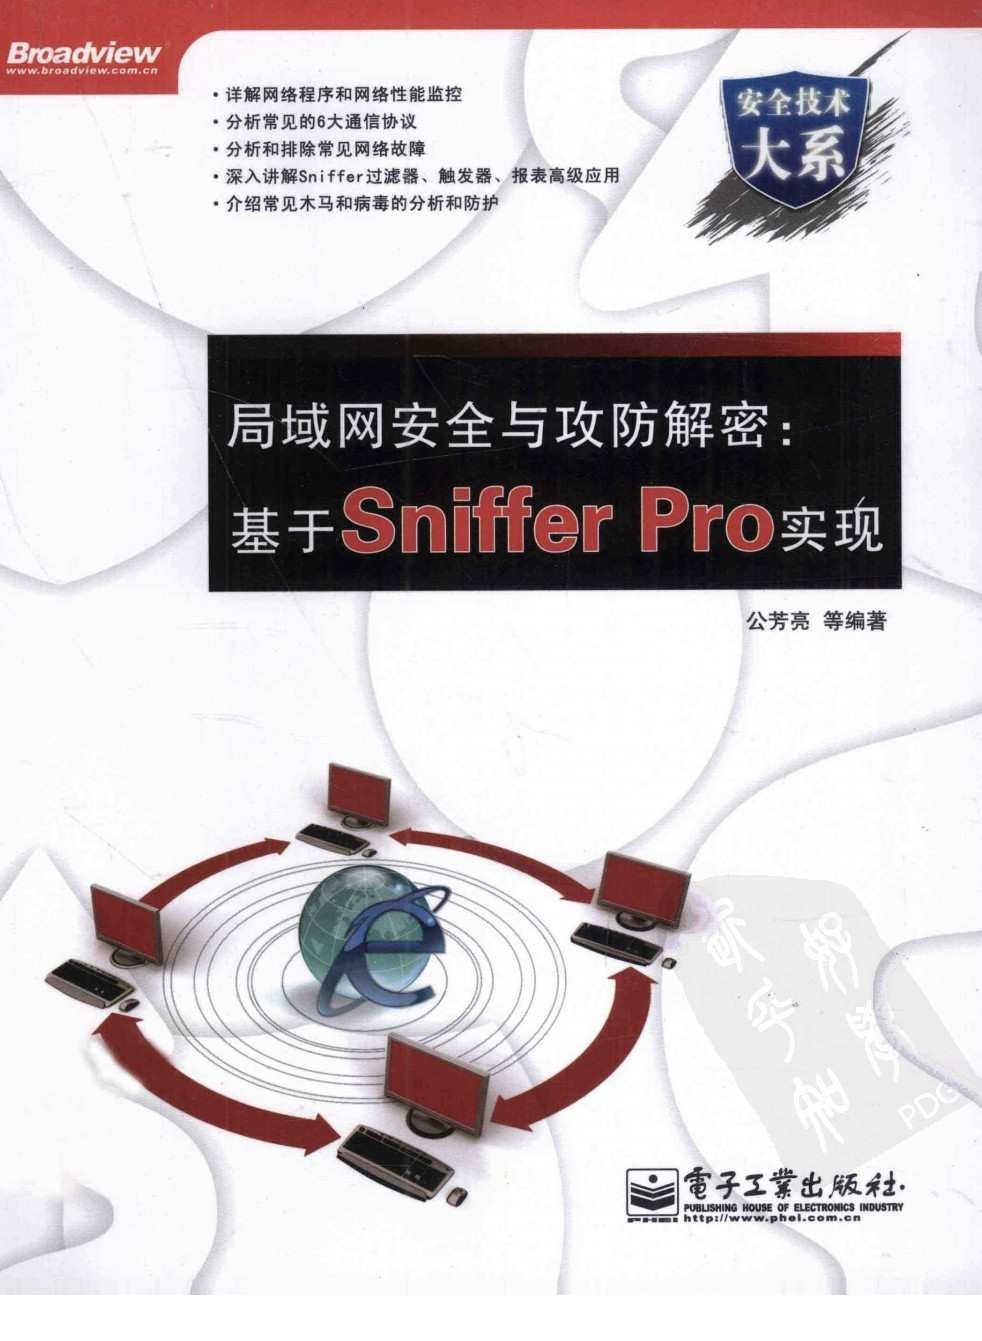 Broadview
www.broadview.com.cn
·详解网络程序和网络性能监控
·分析常见的6大通信协议
·分析和排除常见网络故障
·深入讲解Sniffer过滤器、触发器、报表高级应用
·介绍常见木马和病毒的分析和防护
安全技术
大系
局域网安全与攻防解密：
基于Sniffer Pro实现
公芳亮 等编著
PDG
電子工業出版社·
PUBLISHING HOUSE OF ELECTRONICS INDUSTRY
PHEI http://www.phei.com.cn